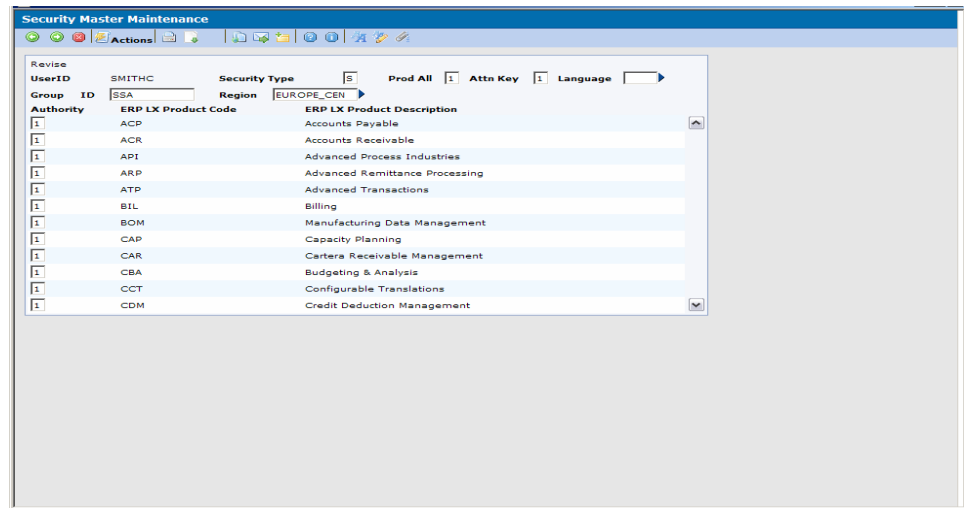 Security Master Maintenance
Actions
Revise
UserID SMITHC Security Type S Prod All 1 Attn Key 1 Language
Group ID SSA Region EUROPE_CEN
Authority ERP LX Product Code ERP LX Product Description
1 ACP Accounts Payable
1 ACR Accounts Receivable
1 API Advanced Process Industries
1 ARP Advanced Remittance Processing
1 ATP Advanced Transactions
1 BIL Billing
1 BOM Manufacturing Data Management
1 CAP Capacity Planning
1 CAR Cartera Receivable Management
1 CBA Budgeting & Analysis
1 CCT Configurable Translations
1 CDM Credit Deduction Management